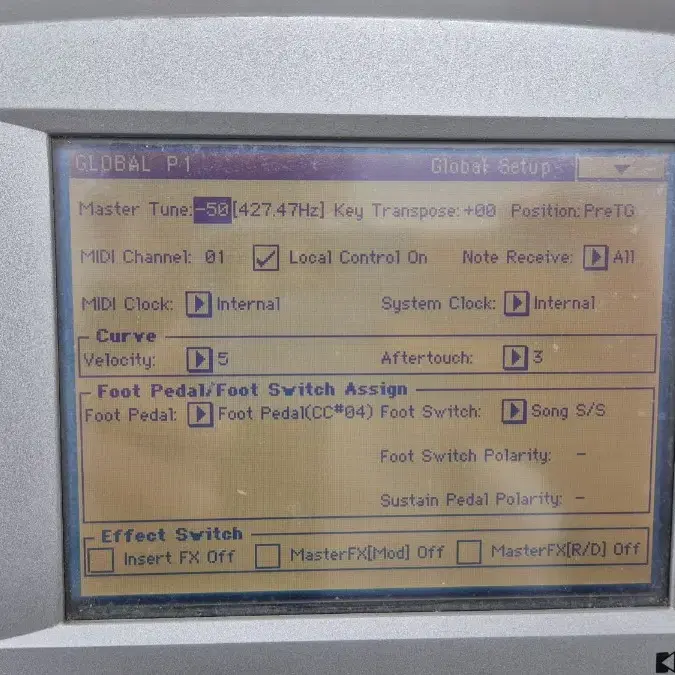 GLOBAL P1 Global Setup
Master Tune:-50[427.47Hz] Key Transpose:+00 Position:PreTG
MIDI Channel: 01 Local Control On Note Receive: All
MIDI Clock: Internal System Clock: Internal
Curve
Velocity: 5 Aftertouch: 3
Foot Pedal/Foot Switch Assign
Foot Pedal: Foot Pedal(CC#04) Foot Switch: Song S/S
Foot Switch Polarity: -
Sustain Pedal Polarity: -
Effect Switch
Insert FX Off MasterFX[Mod] Off MasterFX[R/D] Off